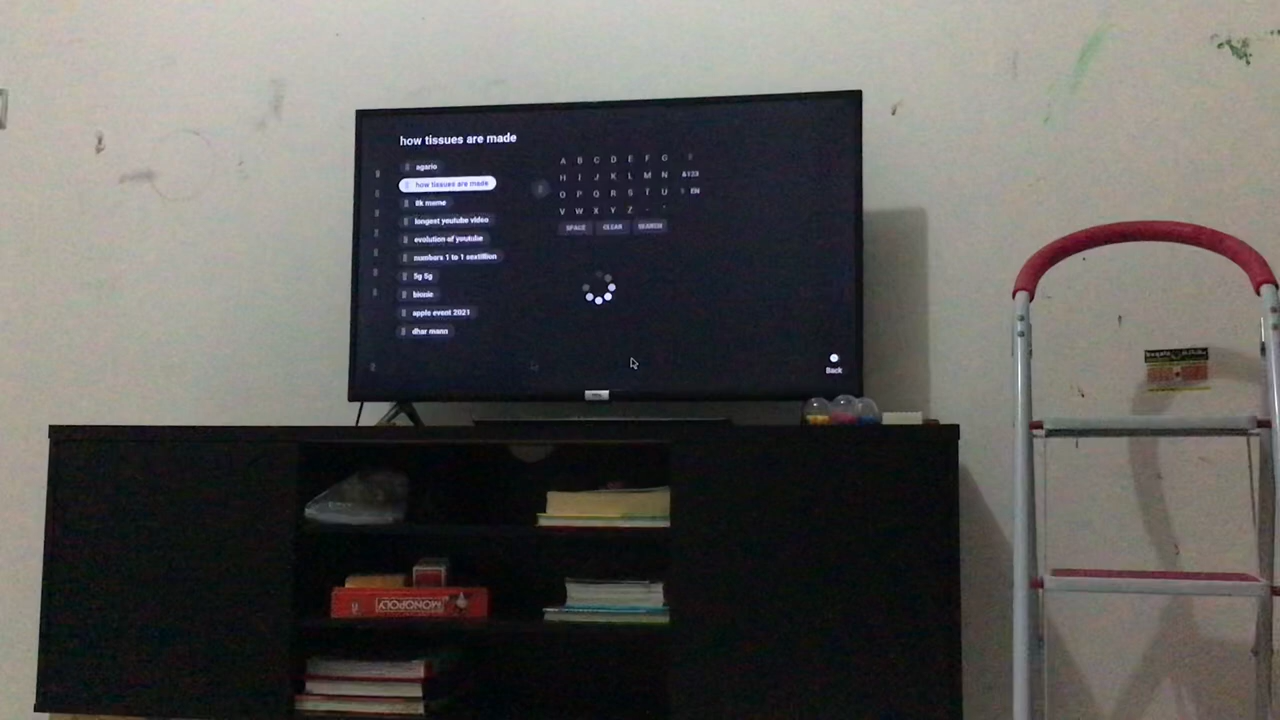 how tissues are made
agario
how tissues are made
8k meme
longest youtube video
evolution of youtube
numbers 1 to 1 sextillion
5g 5g
bionic
apple event 2021
dhar mann
A B C D E F G
H I J K L M N &123
O P Q R S T U EN
V W X Y Z - '
SPACE CLEAR SEARCH
Back
TCL
MONOPOLY